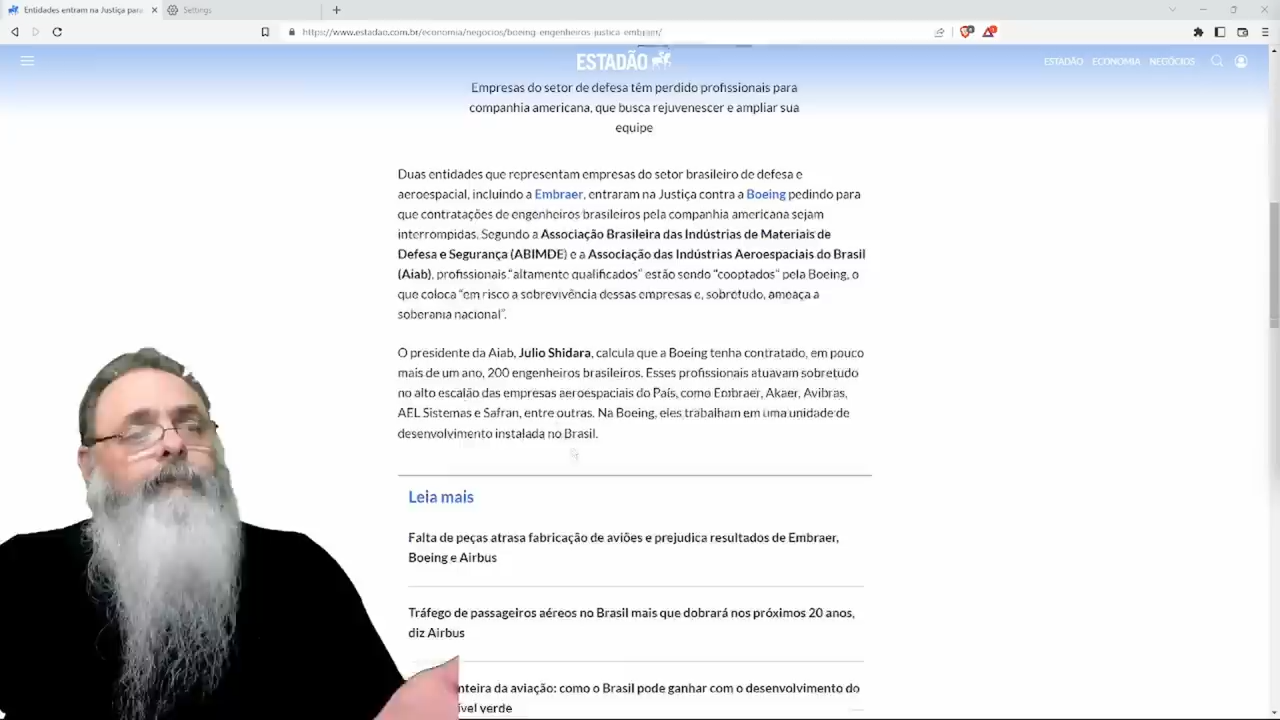 Entidades entram na Justiça para
Settings
https://www.estadao.com.br/economia/negocios/boeing-engenheiros-justica-embraer/
ESTADÃO
ESTADÃO ECONOMIA NEGÓCIOS
Empresas do setor de defesa têm perdido profissionais para
companhia americana, que busca rejuvenescer e ampliar sua
equipe
Duas entidades que representam empresas do setor brasileiro de defesa e
aeroespacial, incluindo a Embraer, entraram na Justiça contra a Boeing pedindo para
que contratações de engenheiros brasileiros pela companhia americana sejam
interrompidas. Segundo a Associação Brasileira das Indústrias de Materiais de
Defesa e Segurança (ABIMDE) e a Associação das Indústrias Aeroespaciais do Brasil
(Aiab), profissionais “altamente qualificados” estão sendo “cooptados” pela Boeing, o
que coloca “em risco a sobrevivência dessas empresas e, sobretudo, ameaça a
soberania nacional”.
O presidente da Aiab, Julio Shidara, calcula que a Boeing tenha contratado, em pouco
mais de um ano, 200 engenheiros brasileiros. Esses profissionais atuavam sobretudo
no alto escalão das empresas aeroespaciais do País, como Embraer, Akaer, Avibras,
AEL Sistemas e Safran, entre outras. Na Boeing, eles trabalham em uma unidade de
desenvolvimento instalada no Brasil.
Leia mais
Falta de peças atrasa fabricação de aviões e prejudica resultados de Embraer,
Boeing e Airbus
Tráfego de passageiros aéreos no Brasil mais que dobrará nos próximos 20 anos,
diz Airbus
nteira da aviação: como o Brasil pode ganhar com o desenvolvimento do
ível verde